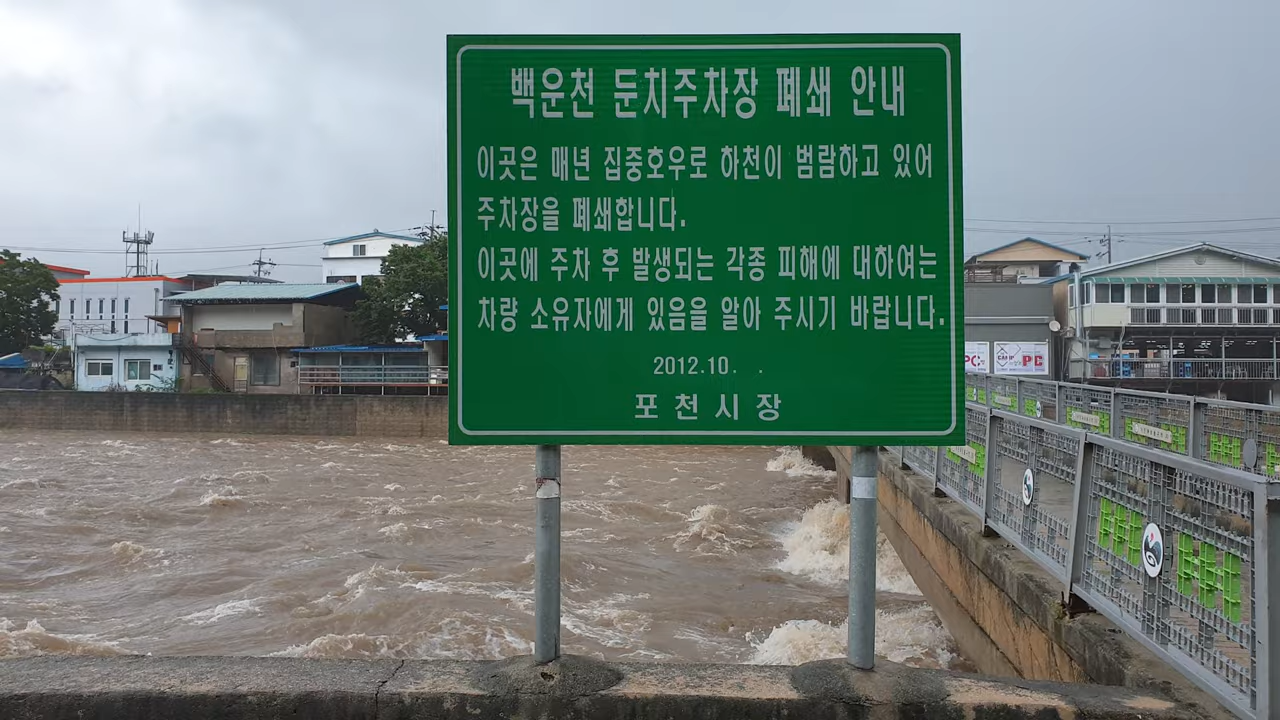 백운천 둔치주차장 폐쇄 안내
이곳은 매년 집중호우로 하천이 범람하고 있어
주차장을 폐쇄합니다.
이곳에 주차 후 발생되는 각종 피해에 대하여는
차량 소유자에게 있음을 알아 주시기 바랍니다.
2012.10. .
포천시장
PC
PC